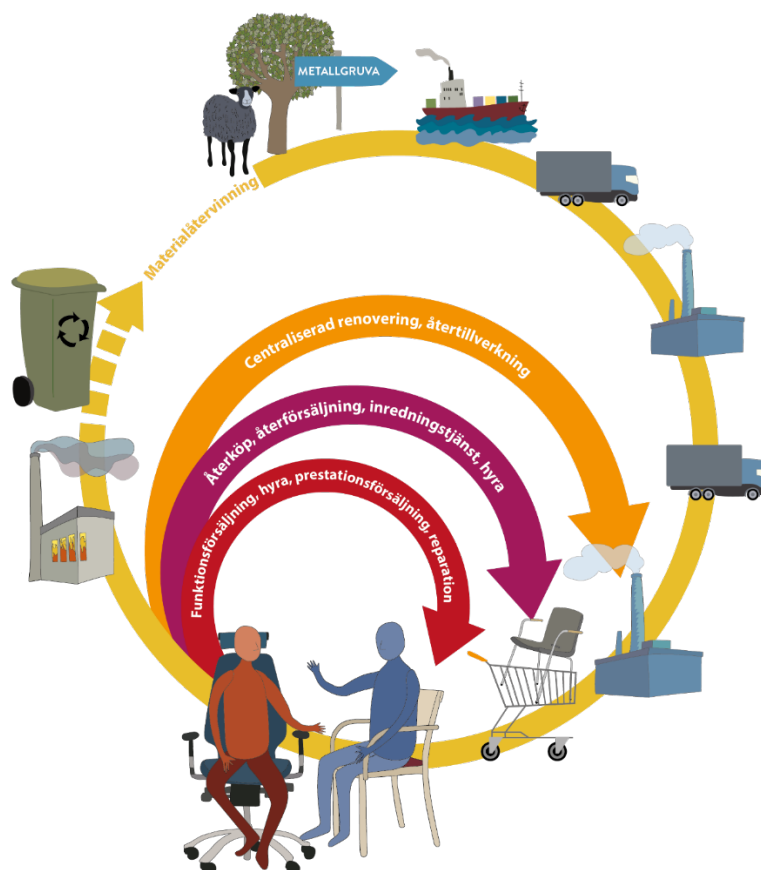 METALLGRUVA
Materialåtervinning
Centraliserad renovering, återtillverkning
Återköp, återförsäljning, inredningstjänst, hyra
Funktionsförsäljning, hyra, prestationsförsäljning, reparation